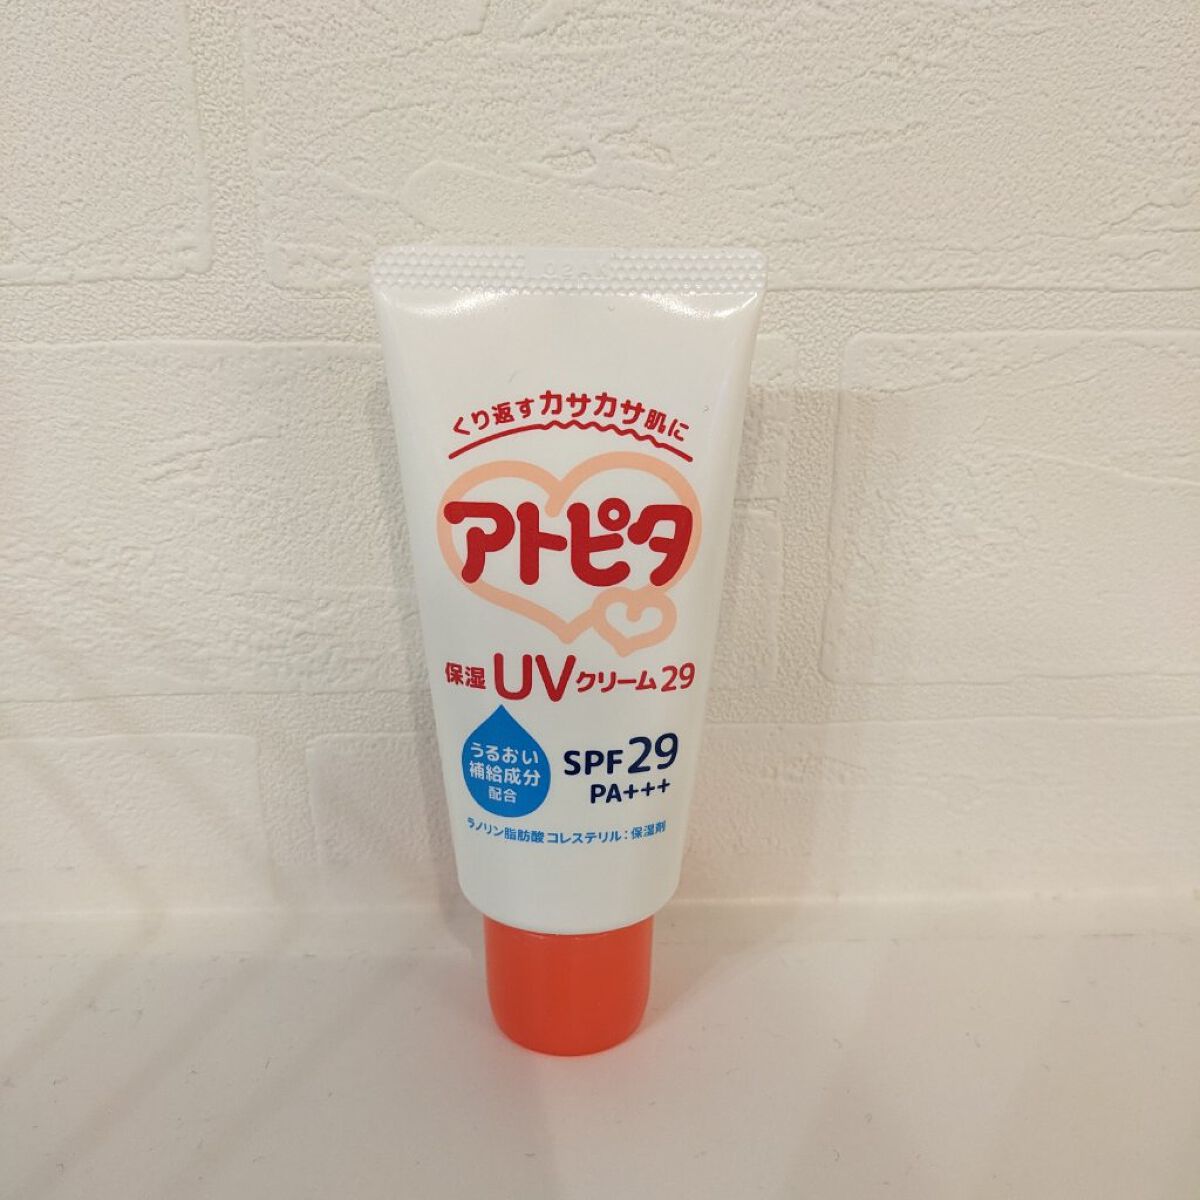 くり返すカサカサ肌に
アトピタ
保湿UVクリーム29
うるおい
補給成分
配合
SPF29
PA+++
ラノリン脂肪酸コレステリル：保湿剤